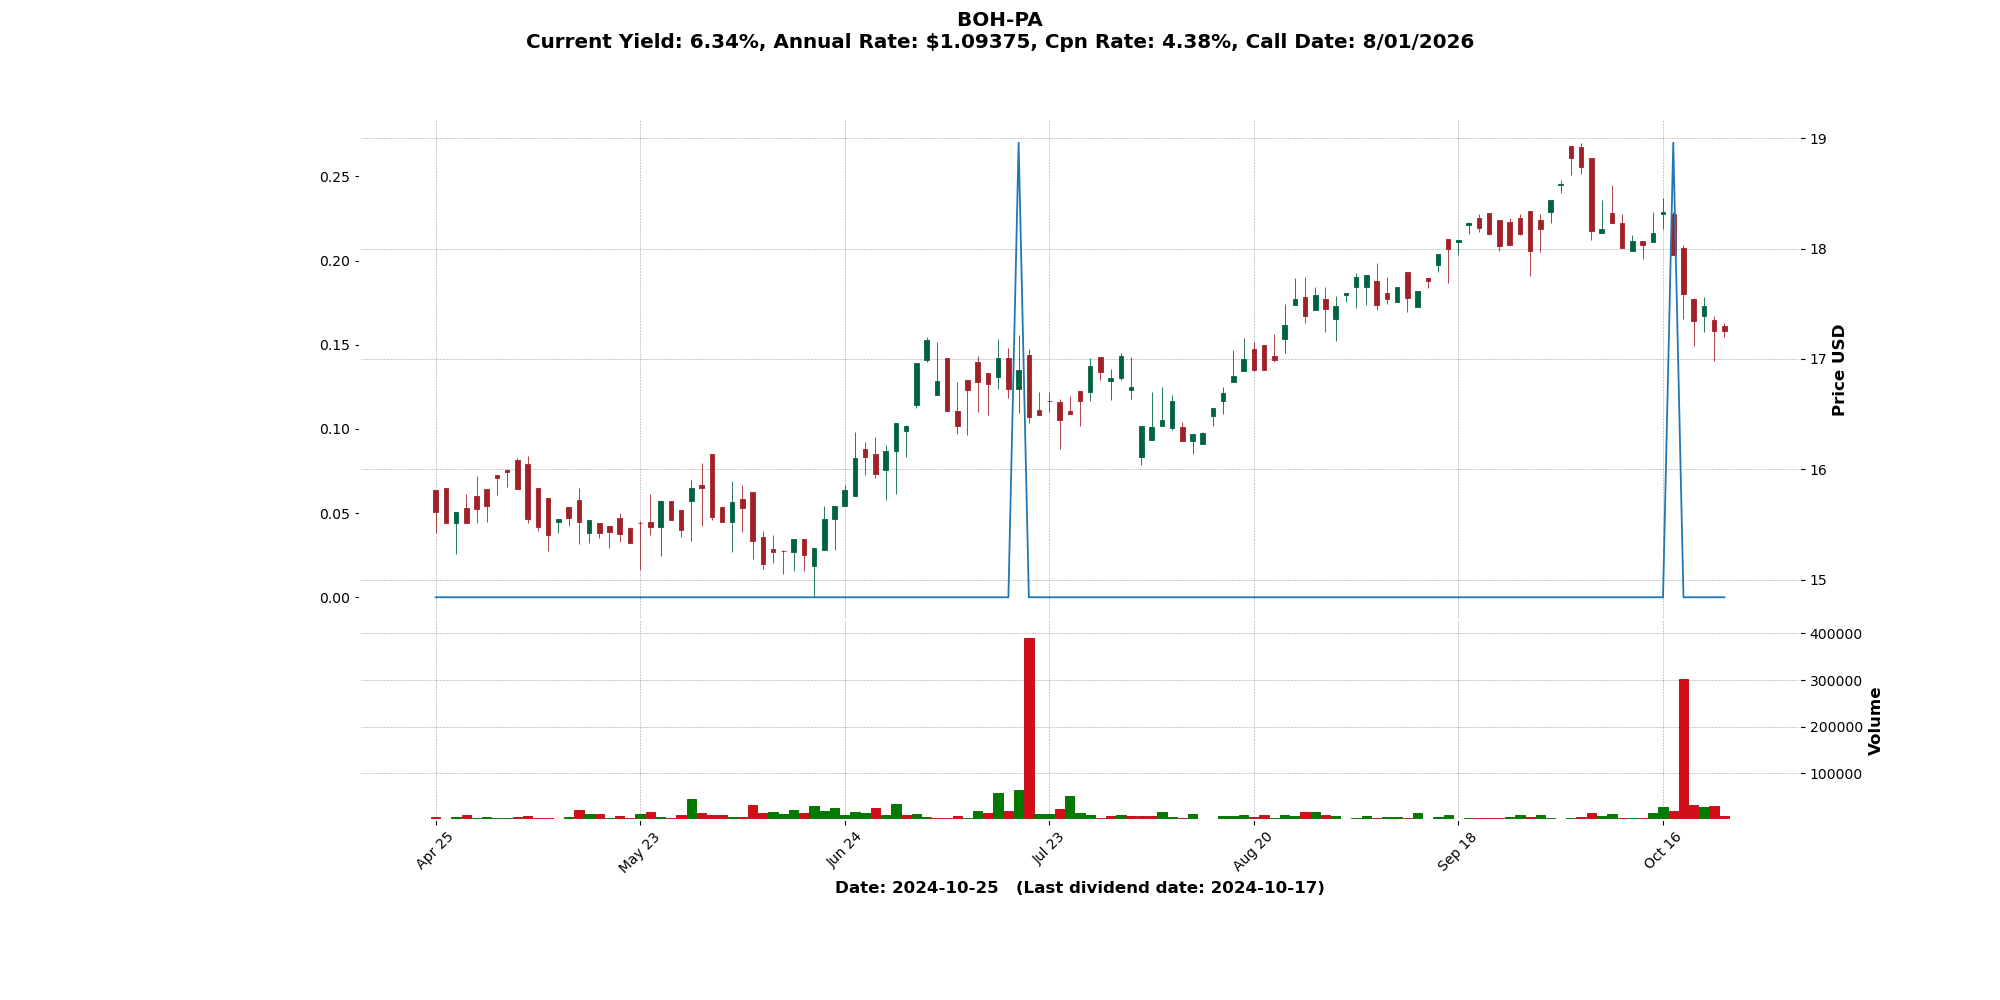 BOH-PA
Current Yield: 6.34%, Annual Rate: $1.09375, Cpn Rate: 4.38%, Call Date: 8/01/2026
0.25
0.20
0.15
0.10
0.05
0.00
19
18
17
16
15
Price USD
400000
300000
200000
100000
Volume
Apr 25
May 23
Jun 24
Jul 23
Aug 20
Sep 18
Oct 16
Date: 2024-10-25 (Last dividend date: 2024-10-17)